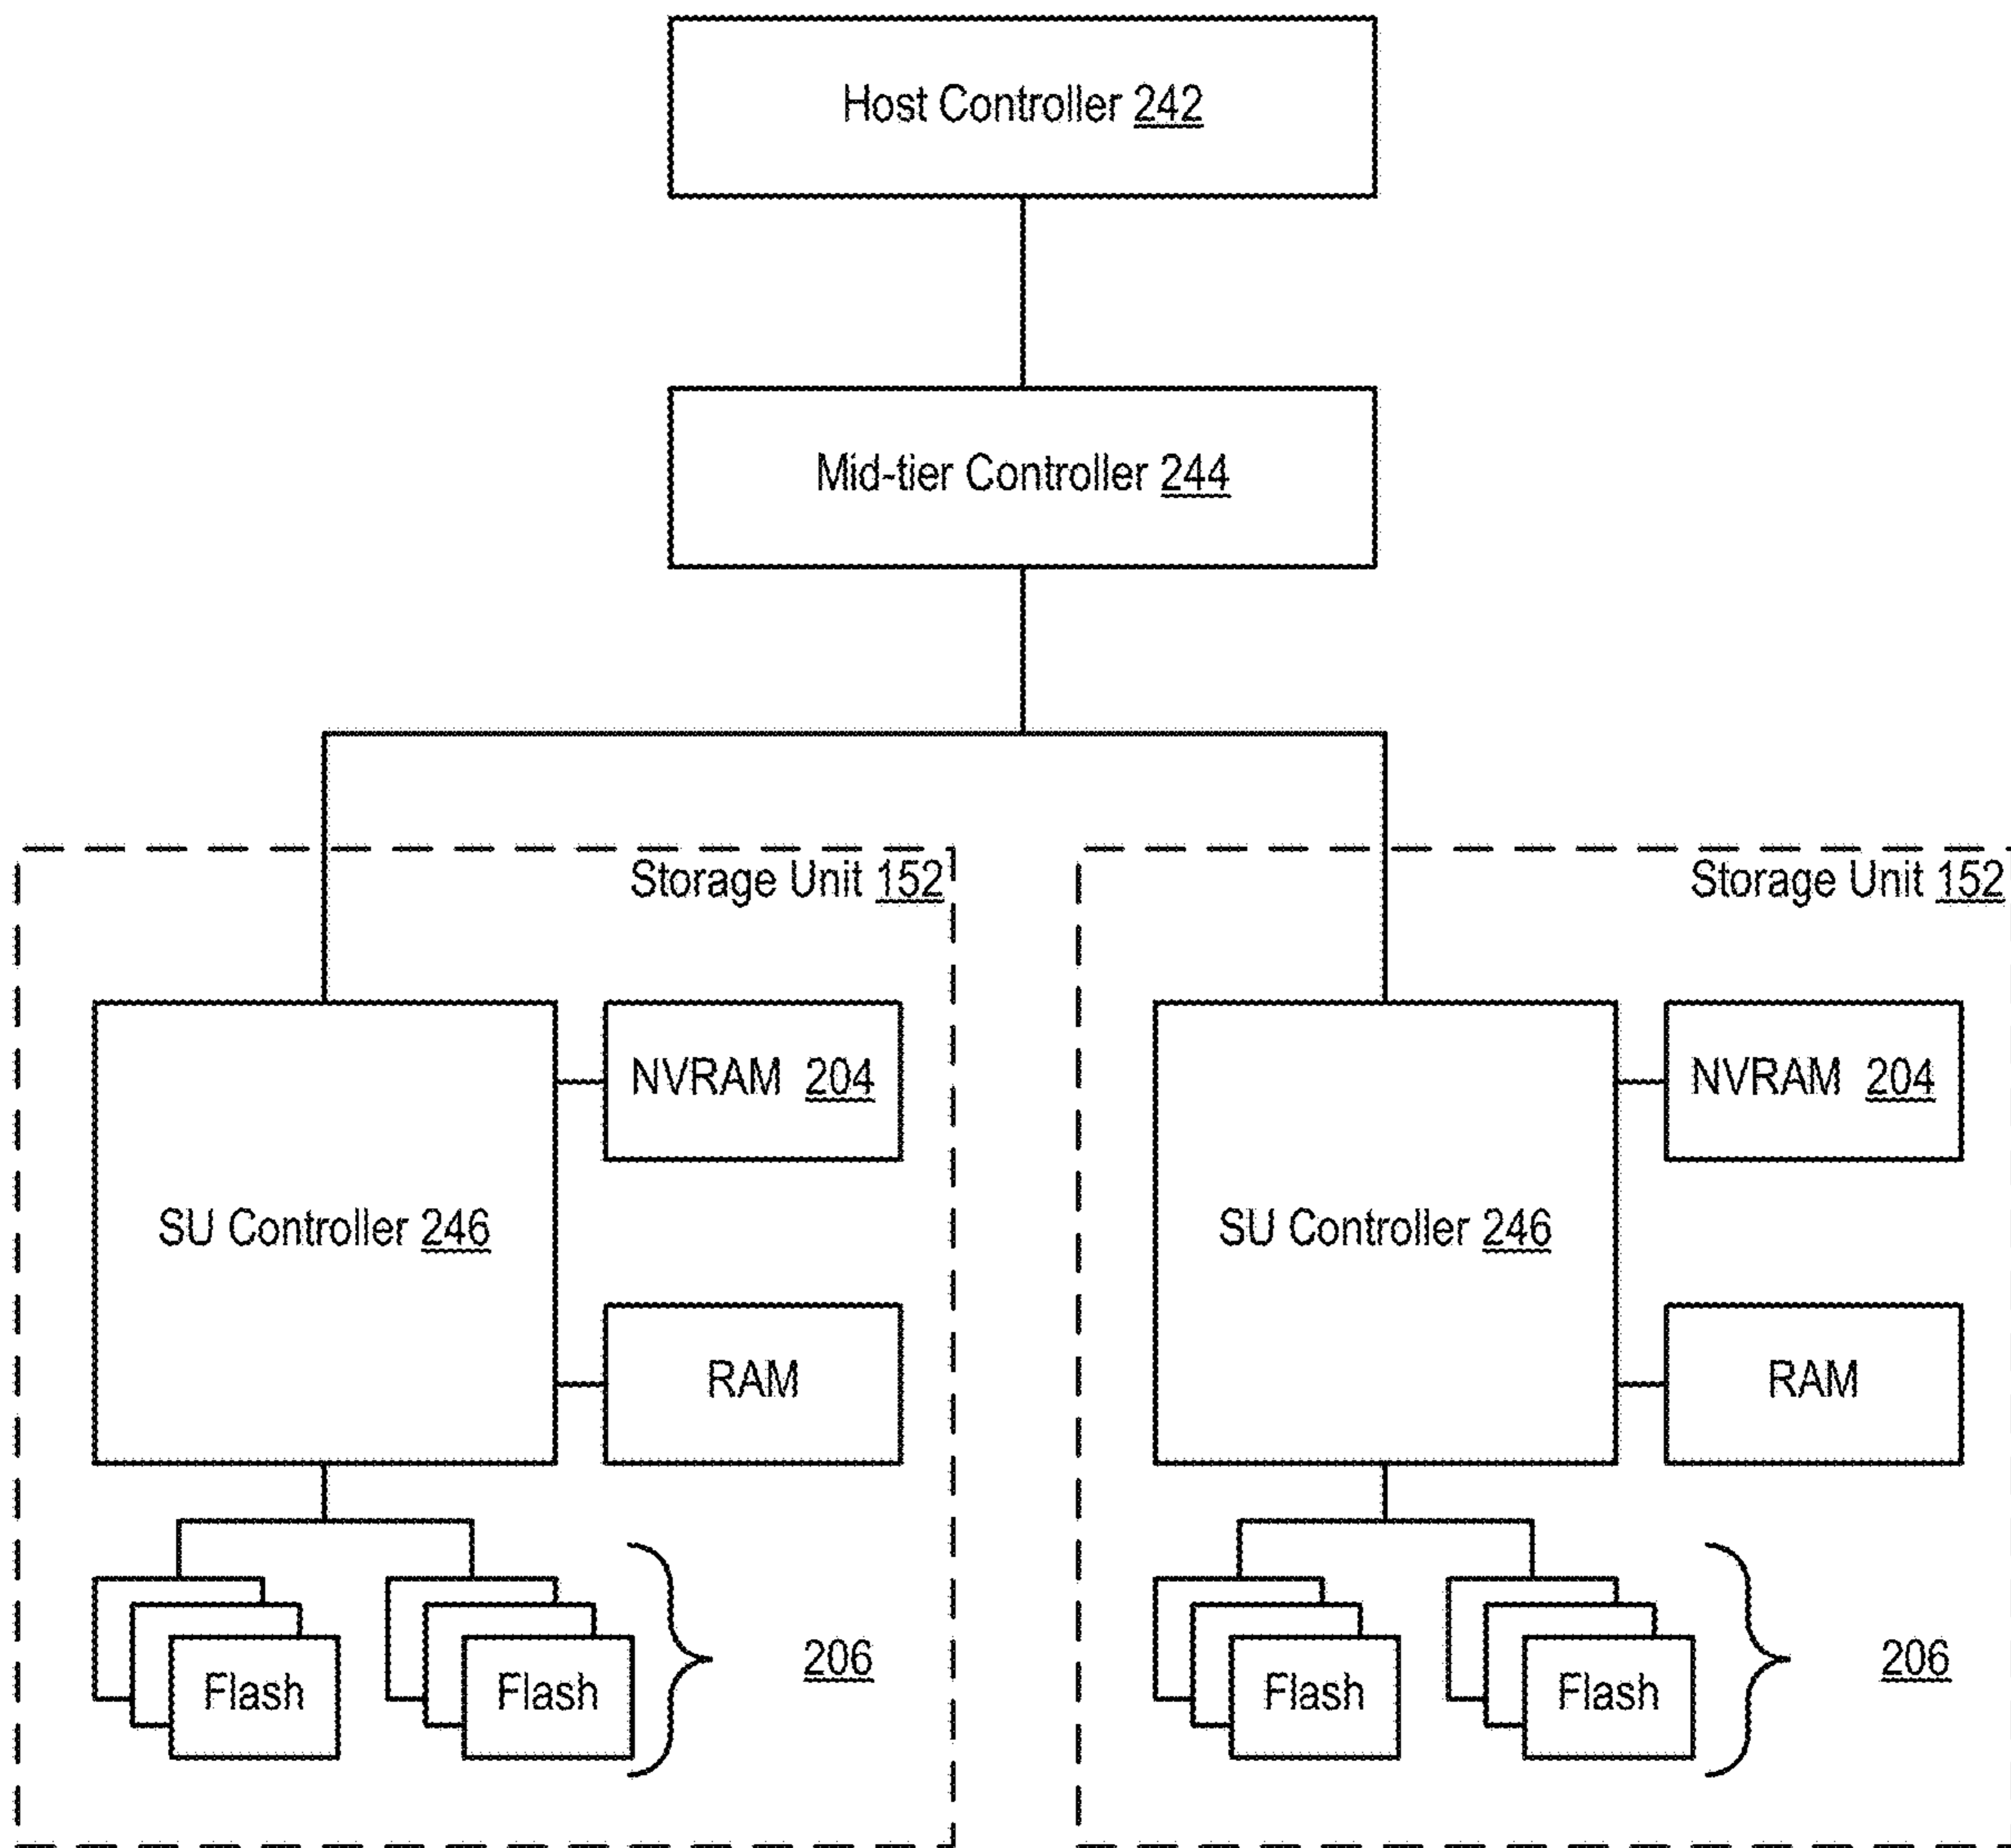 Host Controller 242
Mid-tier Controller 244
Storage Unit 152
NVRAM 204
SU Controller 246
RAM
Flash
Flash
206
Storage Unit 152
NVRAM 204
SU Controller 246
RAM
Flash
Flash
206